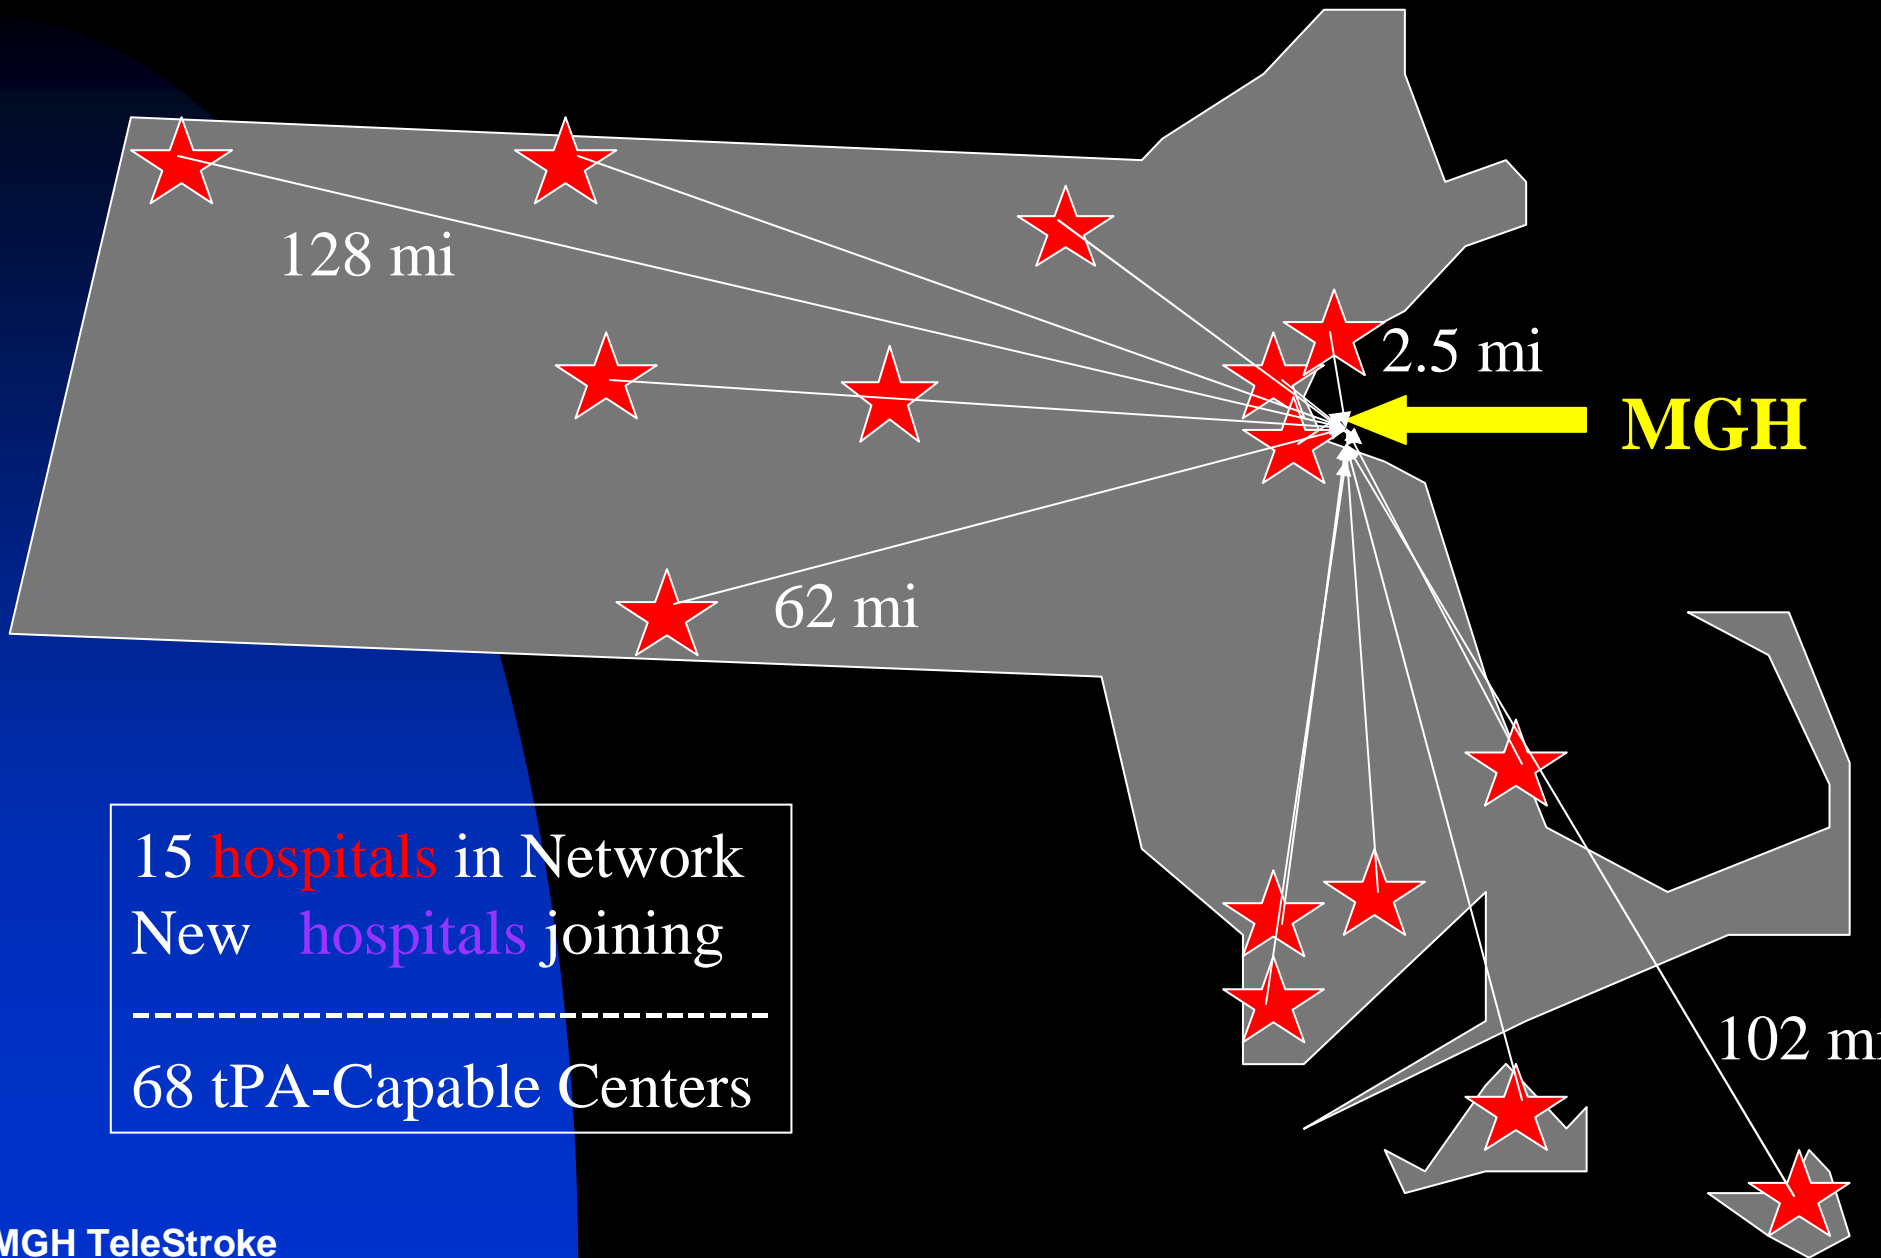 128 mi
2.5 mi
MGH
62 mi
15 hospitals in Network
New hospitals joining
------------------------
68 tPA-Capable Centers
102 mi
MGH TeleStroke